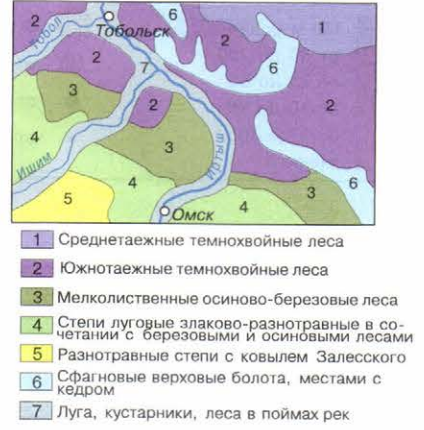 2
6
1
Тобольск
Тобол
2
2
6
7
3
2
2
4
3
Ишим
Иртыш
5
4
3
6
Омск
1 Среднетаежные темнохвойные леса
2 Южнотаежные темнохвойные леса
3 Мелколиственные осиново-березовые леса
4 Степи луговые злаково-разнотравные в со-
четании с березовыми и осиновыми лесами
5 Разнотравные степи с ковылем Залесского
6 Сфагновые верховые болота, местами с
кедром
7 Луга, кустарники, леса в поймах рек